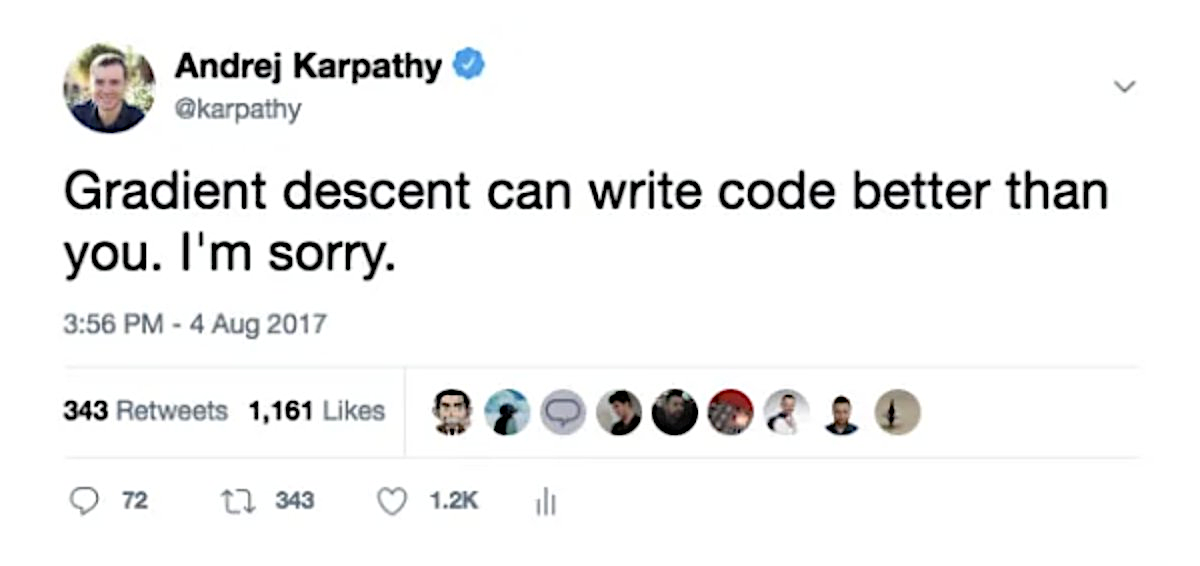 Andrej Karpathy
@karpathy
Gradient descent can write code better than
you. I'm sorry.
3:56 PM - 4 Aug 2017
343 Retweets 1,161 Likes
72 343 1.2K